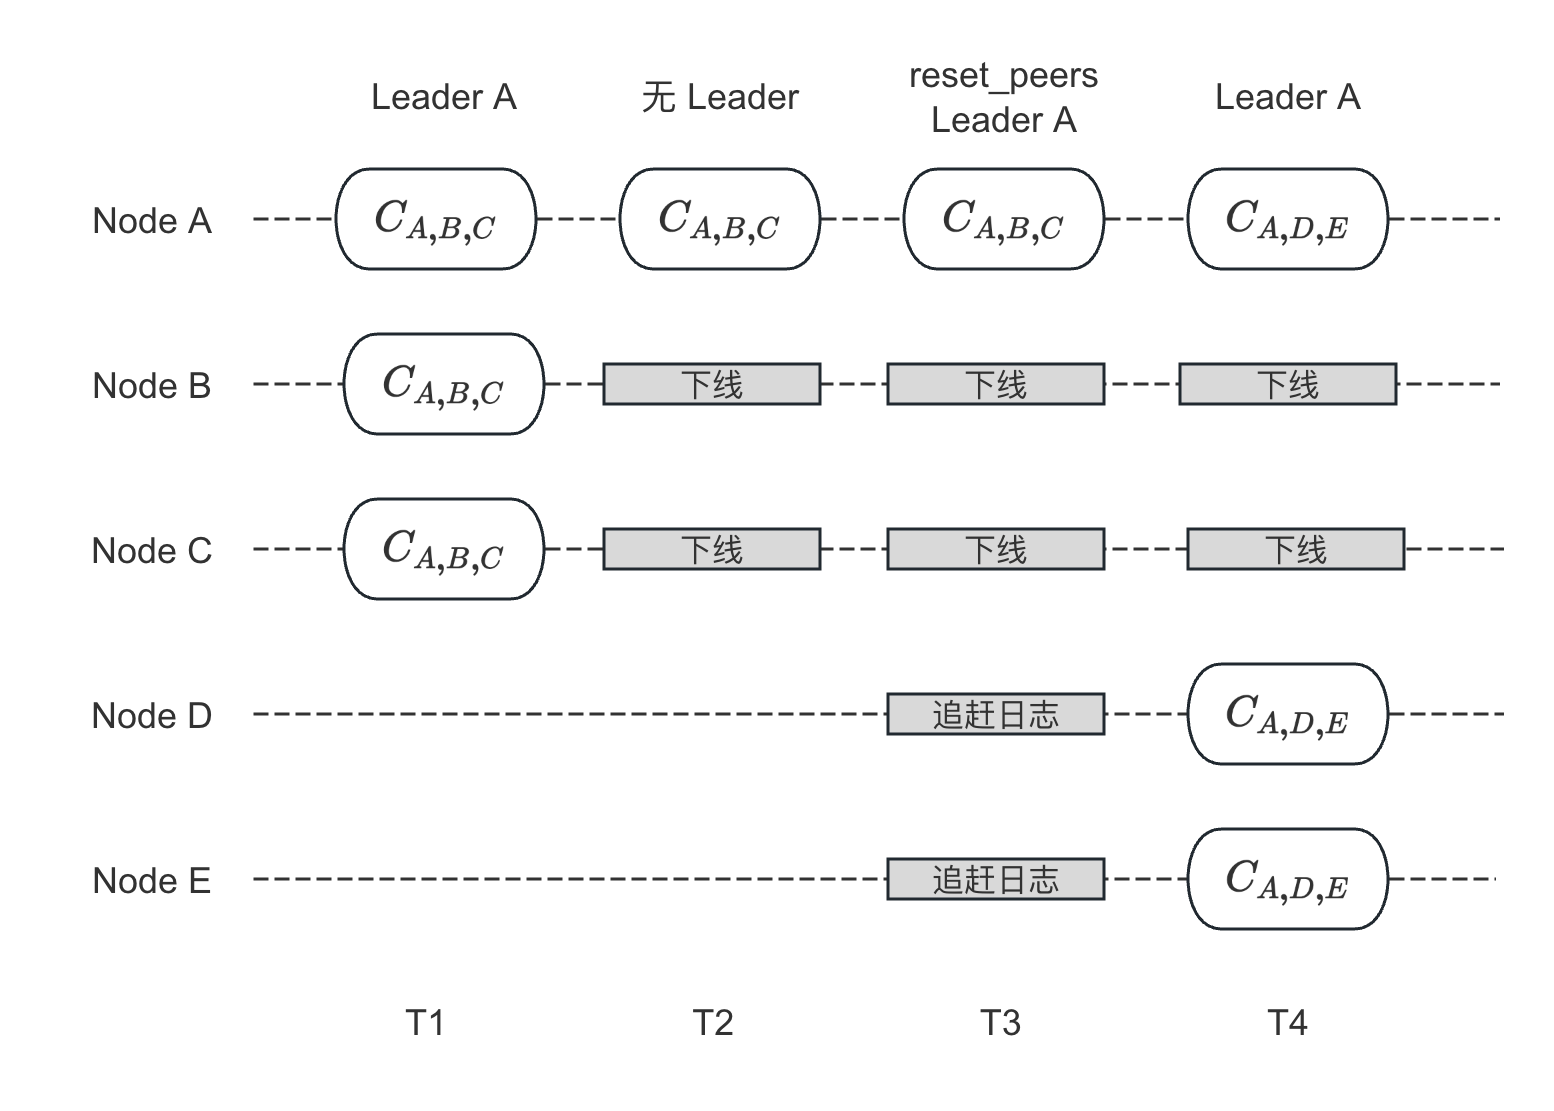 Leader A
无 Leader
reset_peers
Leader A
Leader A
Node A
C_{A,B,C}
C_{A,B,C}
C_{A,B,C}
C_{A,D,E}
Node B
C_{A,B,C}
下线
下线
下线
Node C
C_{A,B,C}
下线
下线
下线
Node D
追赶日志
C_{A,D,E}
Node E
追赶日志
C_{A,D,E}
T1
T2
T3
T4